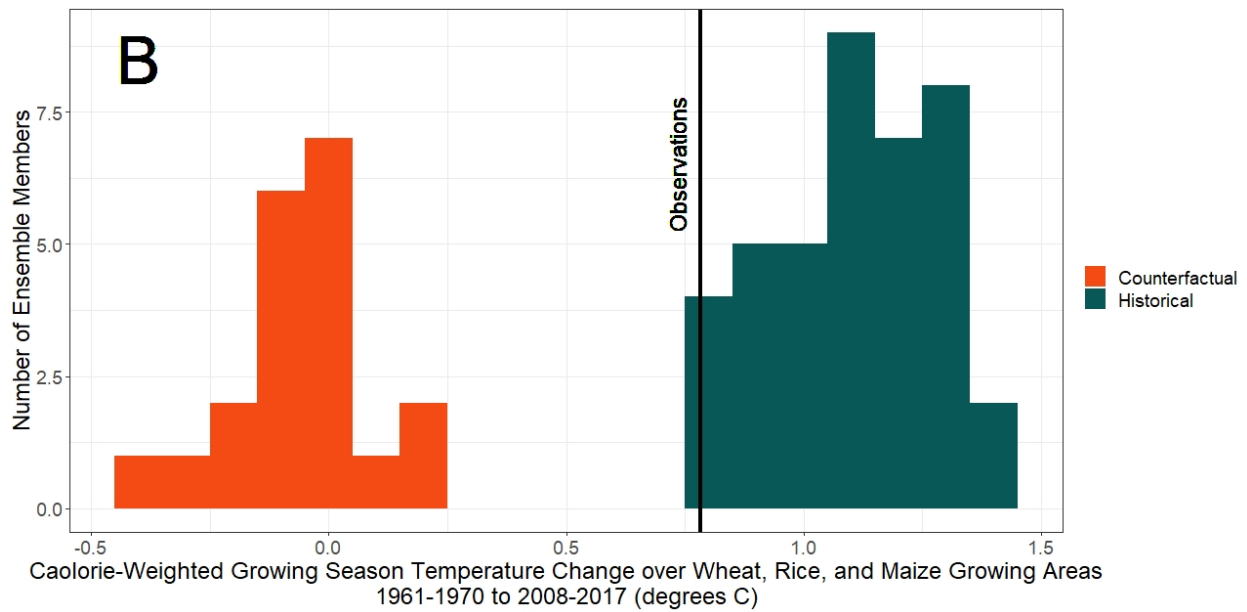 B
Number of Ensemble Members
7.5
5.0
2.5
0.0
Observations
-0.5
0.0
0.5
1.0
1.5
Caolorie-Weighted Growing Season Temperature Change over Wheat, Rice, and Maize Growing Areas
1961-1970 to 2008-2017 (degrees C)
Counterfactual
Historical